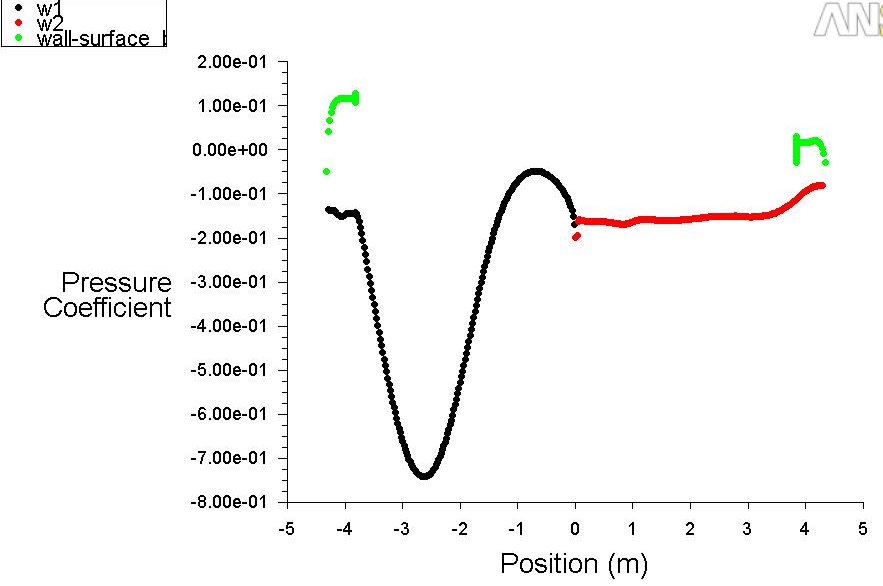 w1
w2
wall-surface
2.00e-01
1.00e-01
0.00e+00
-1.00e-01
-2.00e-01
-3.00e-01
-4.00e-01
-5.00e-01
-6.00e-01
-7.00e-01
-8.00e-01
Pressure
Coefficient
-5 -4 -3 -2 -1 0 1 2 3 4 5
Position (m)